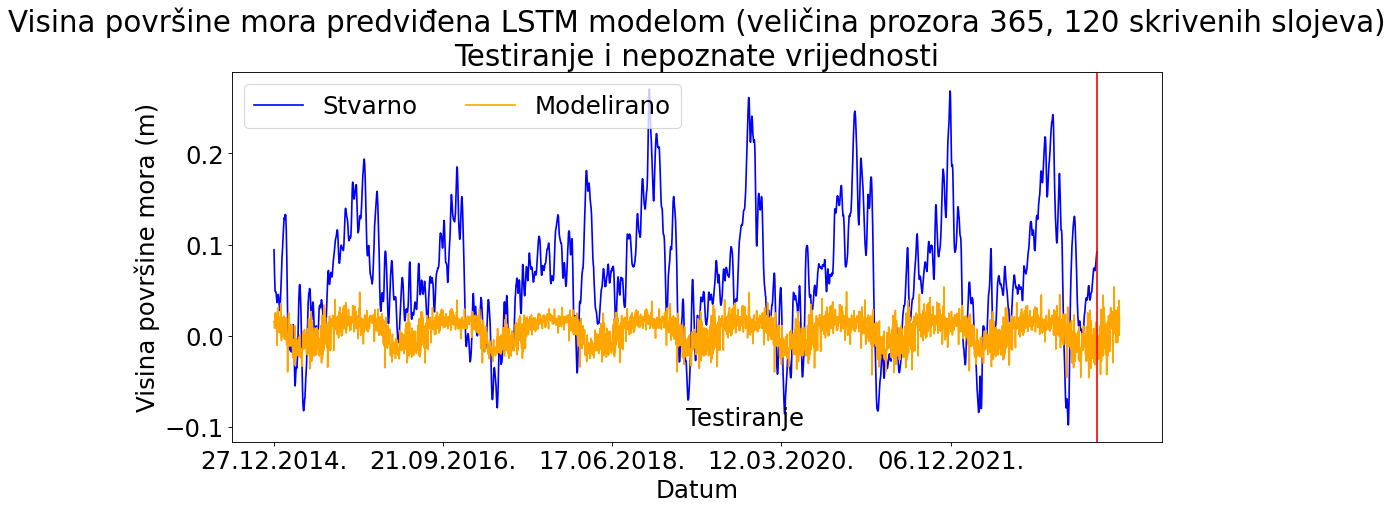 Visina površine mora predviđena LSTM modelom (veličina prozora 365, 120 skrivenih slojeva)
Testiranje i nepoznate vrijednosti
Stvarno Modelirano
Visina površine mora (m)
0.2
0.1
0.0
−0.1
Testiranje
27.12.2014. 21.09.2016. 17.06.2018. 12.03.2020. 06.12.2021.
Datum